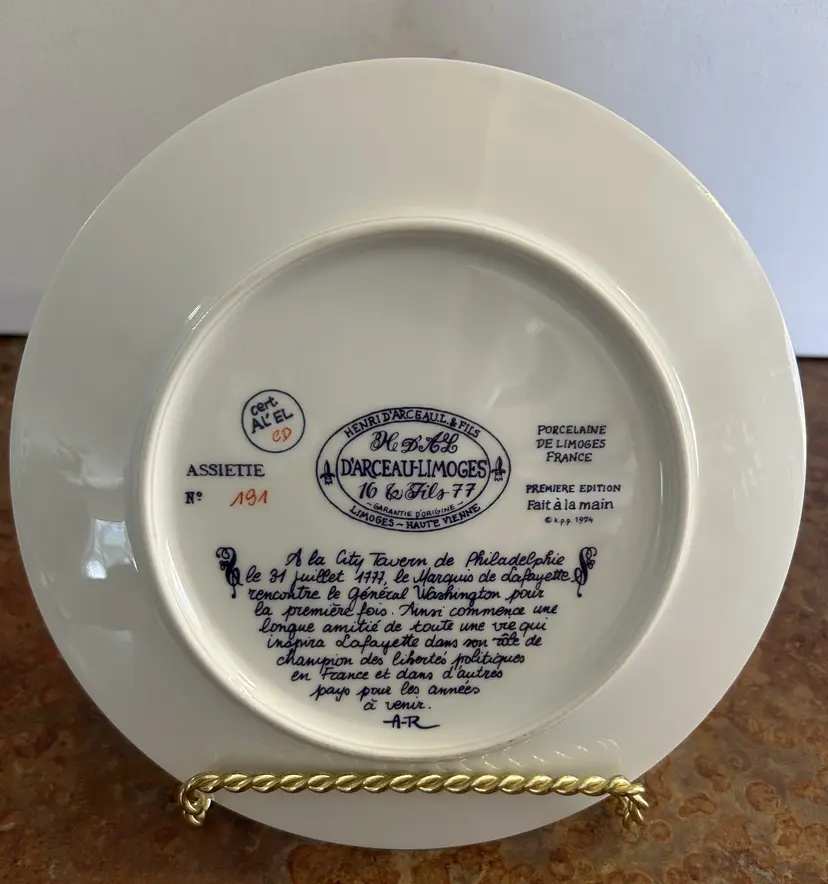 cert
AL' EL
CD
ASSIETTE
Nº 191
HENRI D'ARCEAU.L. & FILS
H D'A L
D'ARCEAU-LIMOGES
16 & Fils 77
GARANTIE D'ORIGINE
LIMOGES - HAUTE VIENNE
PORCELAINE
DE LIMOGES
FRANCE
PREMIERE EDITION
Fait à la main
© k.p.p. 1974
A la City Tavern de Philadelphie
le 31 juillet 1777, le Marquis de Lafayette
rencontre le Général Washington pour
la première fois. Ainsi commence une
longue amitié de toute une vie qui
inspira Lafayette dans son rôle de
champion des libertés politiques
en France et dans d'autres
pays pour les années
à venir.
A-R